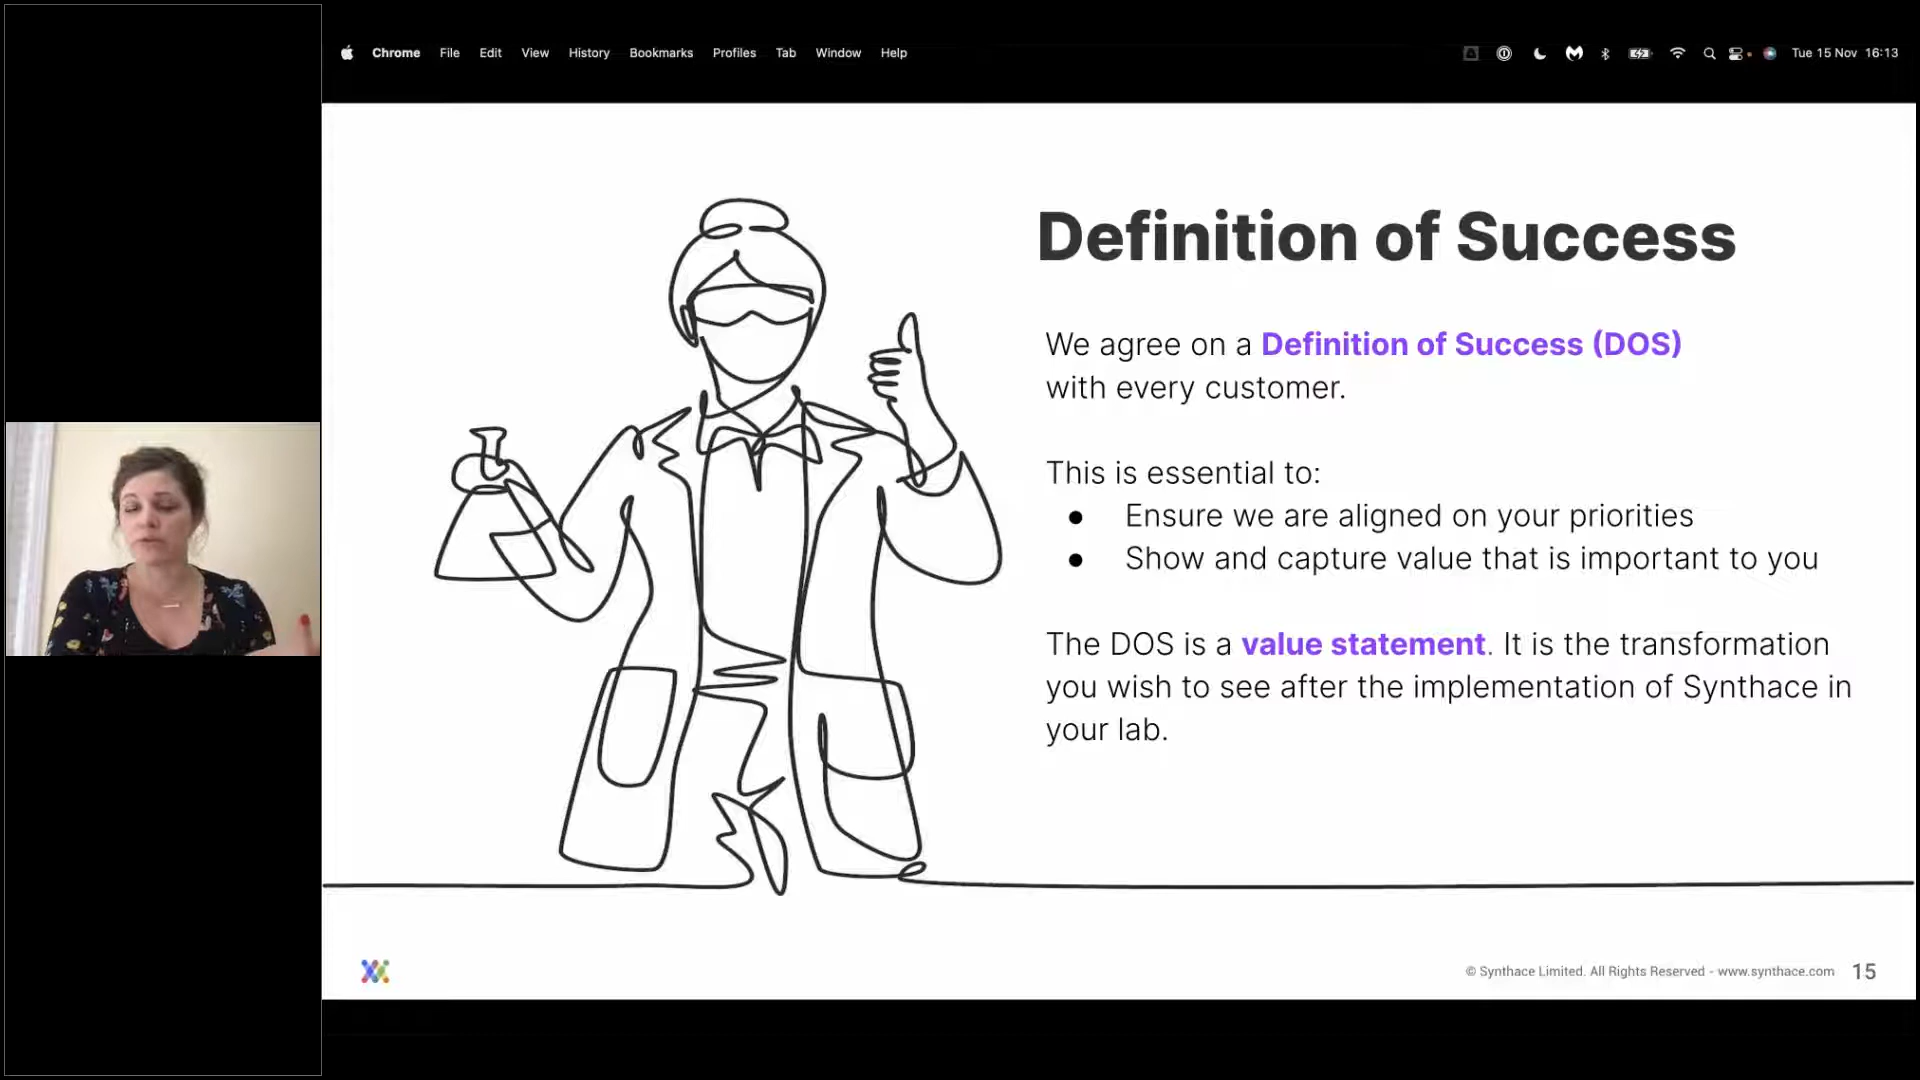 Chrome File Edit View History Bookmarks Profiles Tab Window Help Tue 15 Nov 16:13
Definition of Success
We agree on a Definition of Success (DOS)
with every customer.
This is essential to:
● Ensure we are aligned on your priorities
● Show and capture value that is important to you
The DOS is a value statement. It is the transformation
you wish to see after the implementation of Synthace in
your lab.
© Synthace Limited. All Rights Reserved - www.synthace.com 15